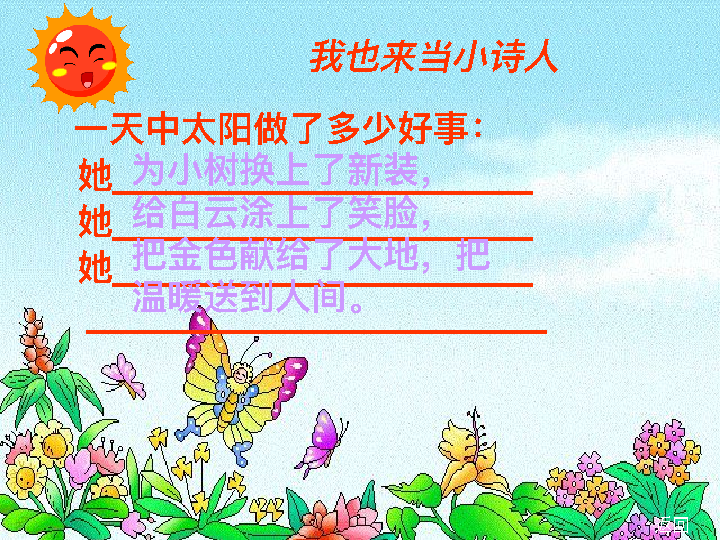 我也来当小诗人
一天中太阳做了多少好事：
她为小树换上了新装，
她给白云涂上了笑脸，
她把金色献给了大地，把
温暖送到人间。
返回